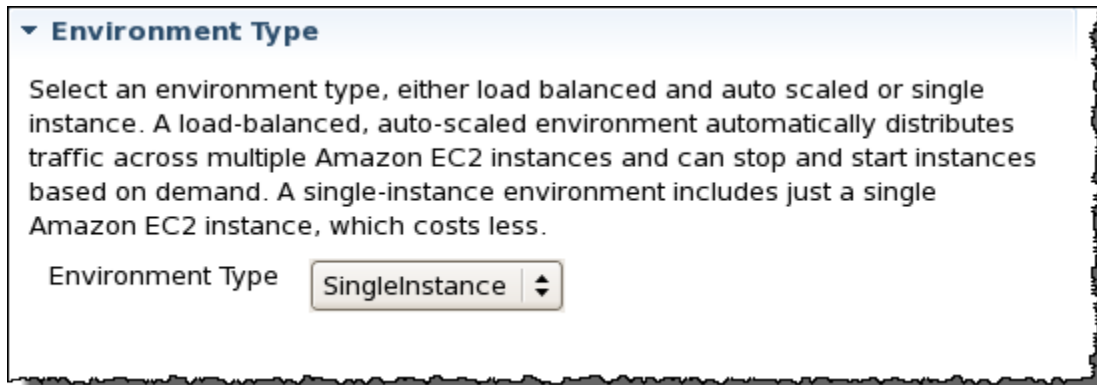 Environment Type
Select an environment type, either load balanced and auto scaled or single
instance. A load-balanced, auto-scaled environment automatically distributes
traffic across multiple Amazon EC2 instances and can stop and start instances
based on demand. A single-instance environment includes just a single
Amazon EC2 instance, which costs less.
Environment Type SingleInstance